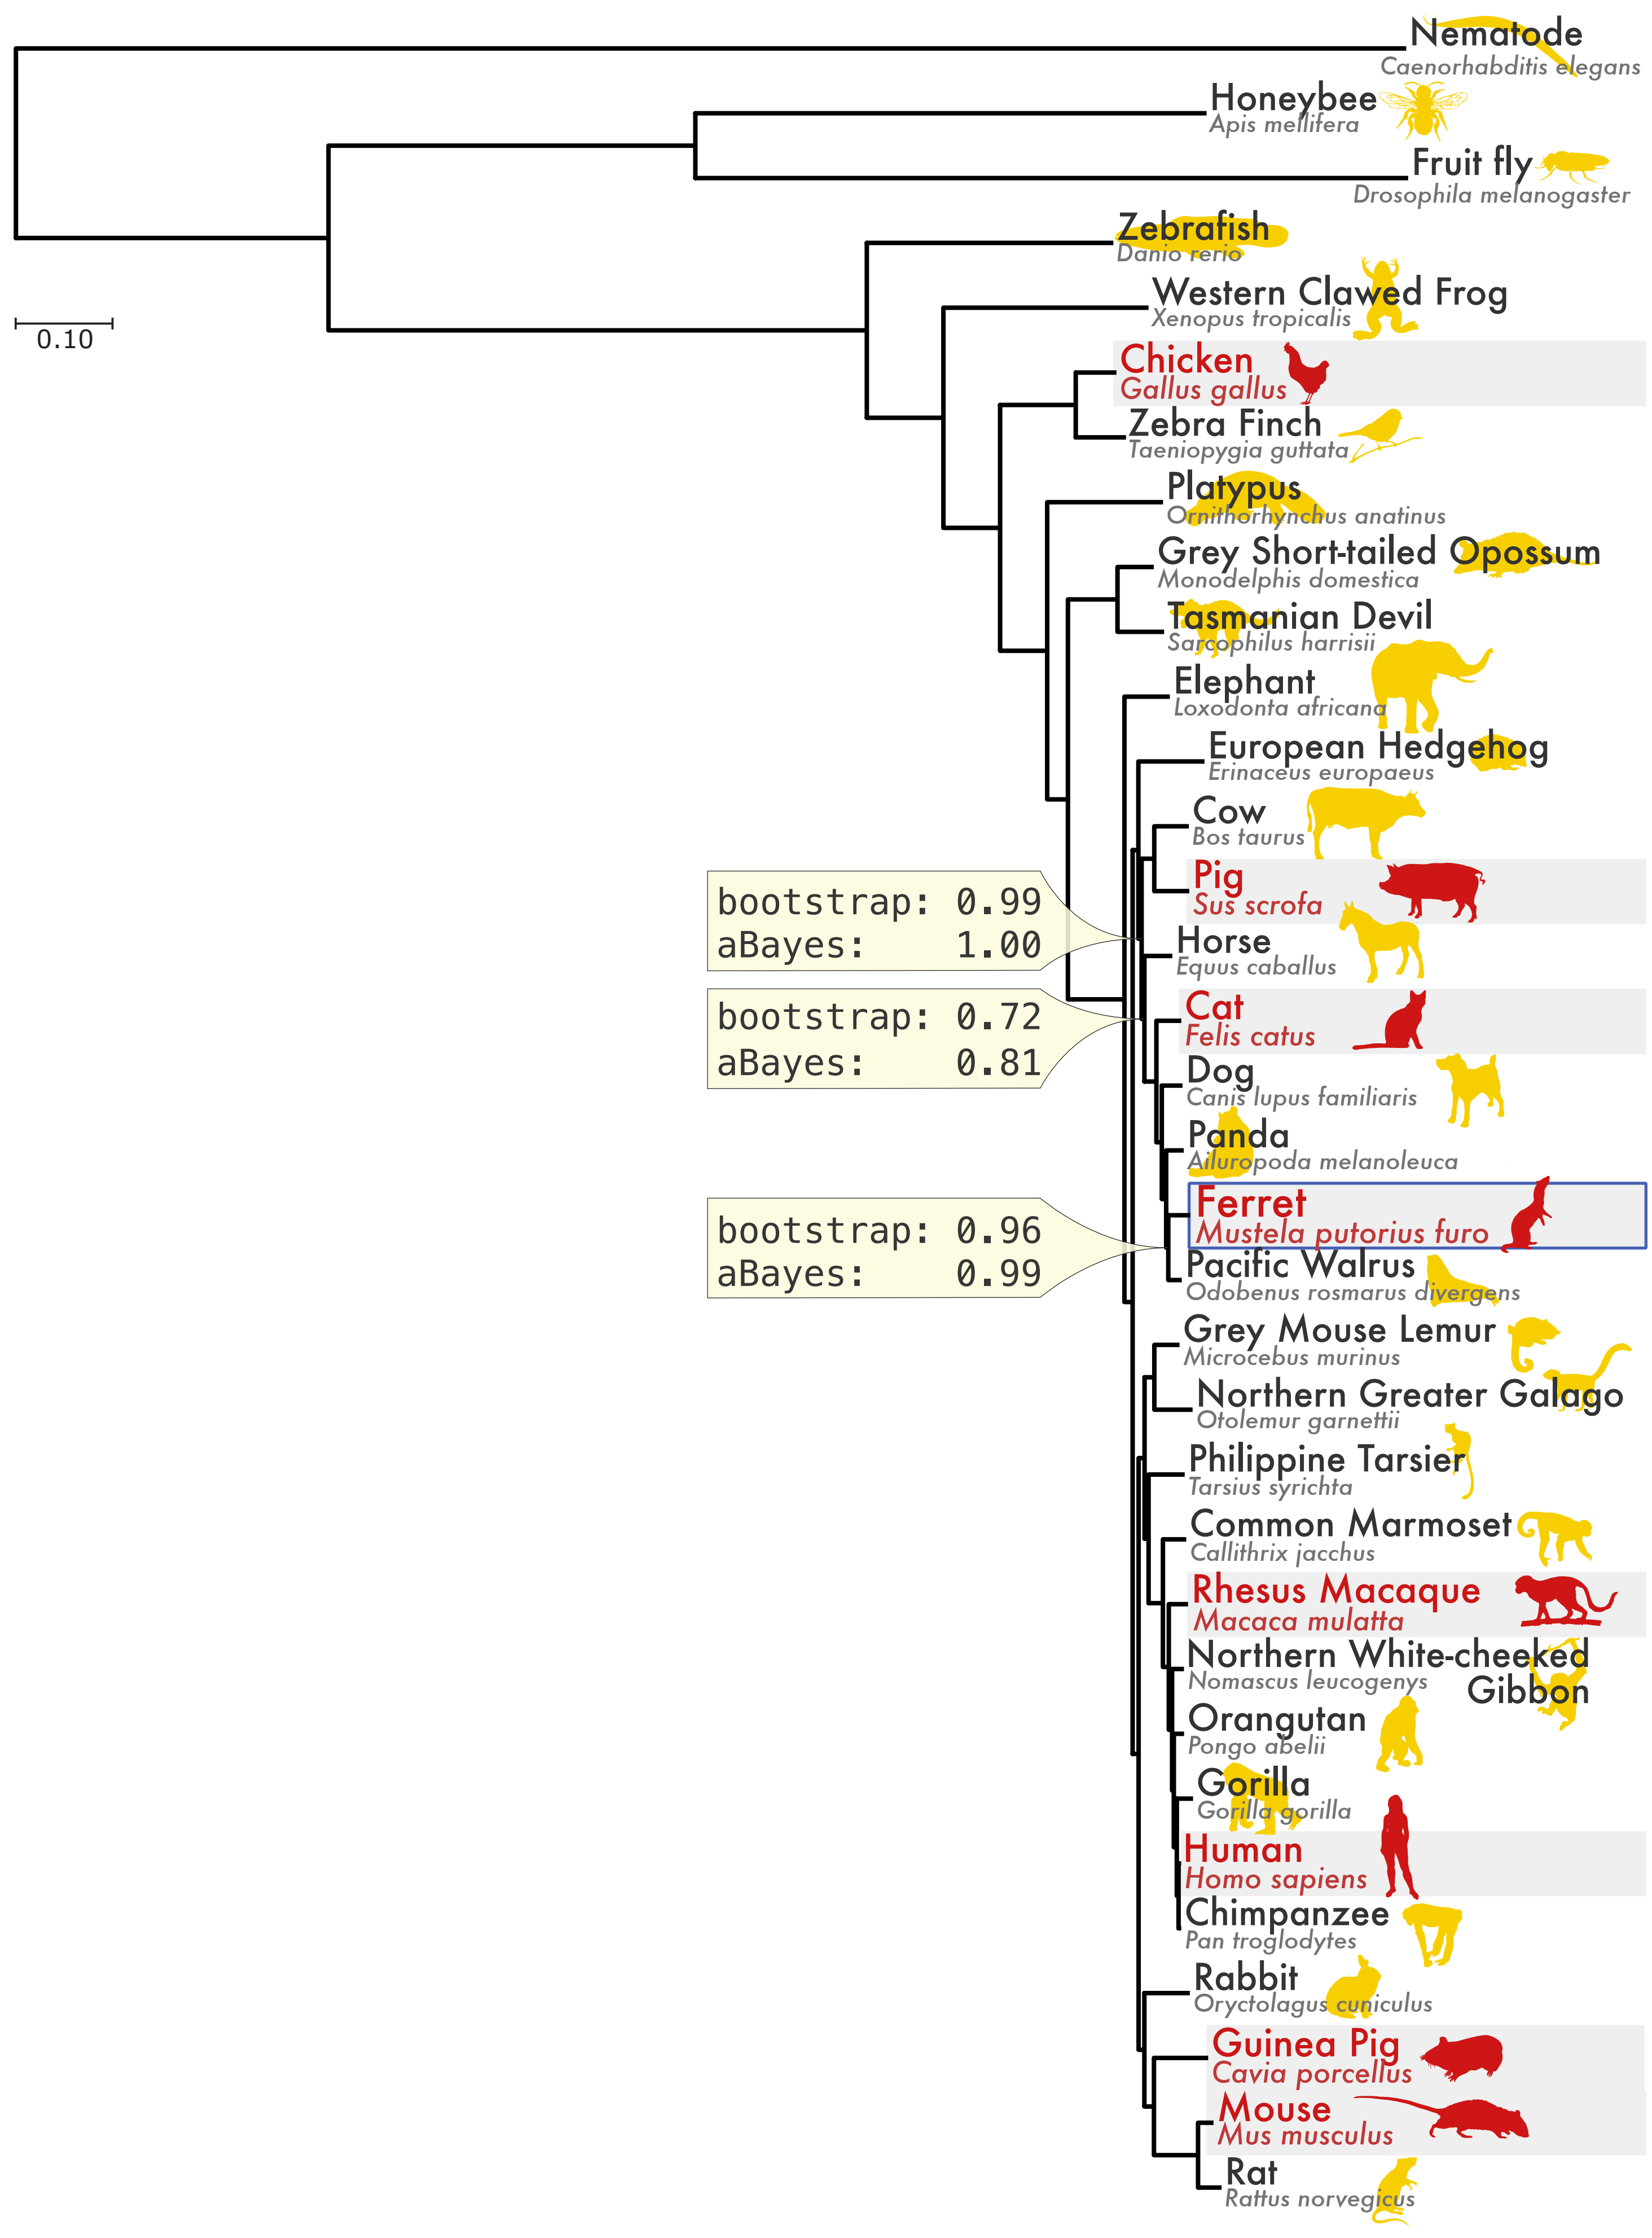 Nematode
Caenorhabditis elegans
Honeybee
Apis mellifera
Fruit fly
Drosophila melanogaster
Zebrafish
Danio rerio
Western Clawed Frog
Xenopus tropicalis
0.10
Chicken
Gallus gallus
Zebra Finch
Taeniopygia guttata
Platypus
Ornithorhynchus anatinus
Grey Short-tailed Opossum
Monodelphis domestica
Tasmanian Devil
Sarcophilus harrisii
Elephant
Loxodonta africana
European Hedgehog
Erinaceus europaeus
Cow
Bos taurus
Pig
Sus scrofa
bootstrap: 0.99
aBayes: 1.00
Horse
Equus caballus
Cat
Felis catus
bootstrap: 0.72
aBayes: 0.81
Dog
Canis lupus familiaris
Panda
Ailuropoda melanoleuca
Ferret
Mustela putorius furo
bootstrap: 0.96
aBayes: 0.99
Pacific Walrus
Odobenus rosmarus divergens
Grey Mouse Lemur
Microcebus murinus
Northern Greater Galago
Otolemur garnettii
Philippine Tarsier
Tarsius syrichta
Common Marmoset
Callithrix jacchus
Rhesus Macaque
Macaca mulatta
Northern White-cheeked
Nomascus leucogenys
Gibbon
Orangutan
Pongo abelii
Gorilla
Gorilla gorilla
Human
Homo sapiens
Chimpanzee
Pan troglodytes
Rabbit
Oryctolagus cuniculus
Guinea Pig
Cavia porcellus
Mouse
Mus musculus
Rat
Rattus norvegicus